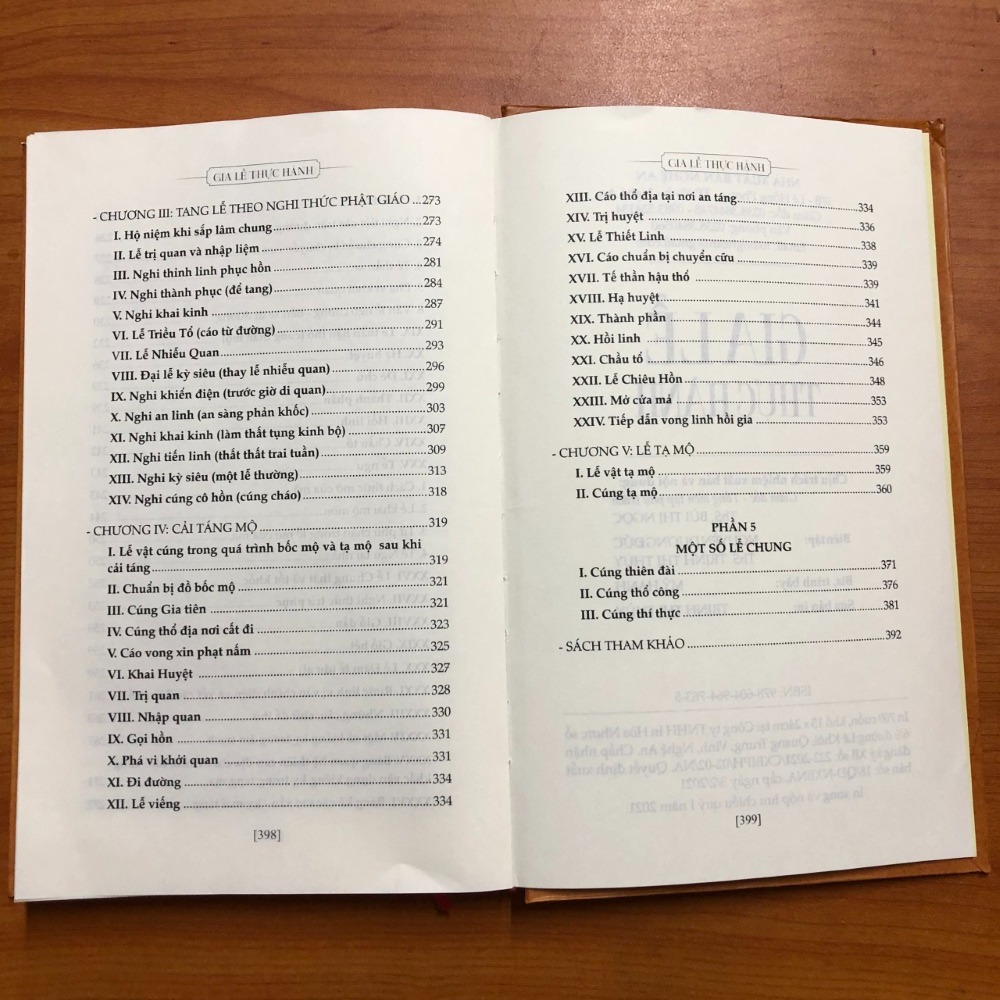 GIA LỄ THỰC HÀNH
- CHƯƠNG III: TANG LỄ THEO NGHI THỨC PHẬT GIÁO ...273
I. Hộ niệm khi sắp lâm chung ... 273
II. Lễ trị quan và nhập liệm ... 274
III. Nghi thỉnh linh phục hồn ... 281
IV. Nghi thành phục (để tang) ... 284
V. Nghi khai kinh ... 287
VI. Lễ Triều Tổ (cáo từ đường) ... 291
VII. Lễ Nhiễu Quan ... 293
VIII. Đại lễ kỳ siêu (thay lễ nhiễu quan) ... 296
IX. Nghi khiển điện (trước giờ di quan) ... 299
X. Nghi an linh (an sàng phản khốc) ... 303
XI. Nghi khai kinh (làm thất tụng kinh bộ) ... 307
XII. Nghi tiến linh (thất thất trai tuần) ... 309
XIII. Nghi kỳ siêu (một lễ thường) ... 313
XIV. Nghi cúng cô hồn (cúng cháo) ... 318
- CHƯƠNG IV: CẢI TÁNG MỘ ... 319
I. Lễ vật cúng trong quá trình bốc mộ và tạ mộ sau khi
cải táng ... 319
II. Chuẩn bị đồ bốc mộ ... 321
III. Cúng Gia tiên ... 321
IV. Cúng thổ địa nơi cất đi ... 323
V. Cáo vong xin phạt nấm ... 325
VI. Khai Huyệt ... 327
VII. Trị quan ... 328
VIII. Nhập quan ... 330
IX. Gọi hồn ... 331
X. Phá vi khởi quan ... 331
XI. Đi đường ... 334
XII. Lễ viếng ... 334
[398]
GIA LỄ THỰC HÀNH
XIII. Cáo thổ địa tại nơi an táng ... 334
XIV. Trị huyệt ... 336
XV. Lễ Thiết Linh ... 338
XVI. Cáo chuẩn bị chuyển cữu ... 339
XVII. Tế thần hậu thổ ... 339
XVIII. Hạ huyệt ... 341
XIX. Thành phần ... 344
XX. Hồi linh ... 345
XXI. Chầu tổ ... 346
XXII. Lễ Chiêu Hồn ... 348
XXIII. Mở cửa mả ... 353
XXIV. Tiếp dẫn vong linh hồi gia ... 353
- CHƯƠNG V: LỄ TẠ MỘ ... 359
I. Lễ vật tạ mộ ... 359
II. Cúng tạ mộ ... 360
PHẦN 5
MỘT SỐ LỄ CHUNG
I. Cúng thiên đài ... 371
II. Cúng thổ công ... 376
III. Cúng thí thực ... 381
- SÁCH THAM KHẢO ... 392
[399]